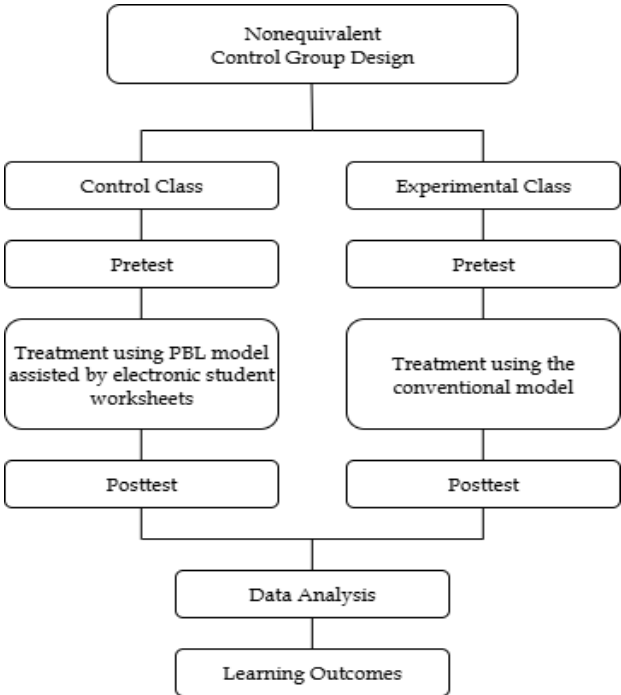 Nonequivalent
Control Group Design
Control Class
Experimental Class
Pretest
Pretest
Treatment using PBL model
assisted by electronic student
worksheets
Treatment using the
conventional model
Posttest
Posttest
Data Analysis
Learning Outcomes